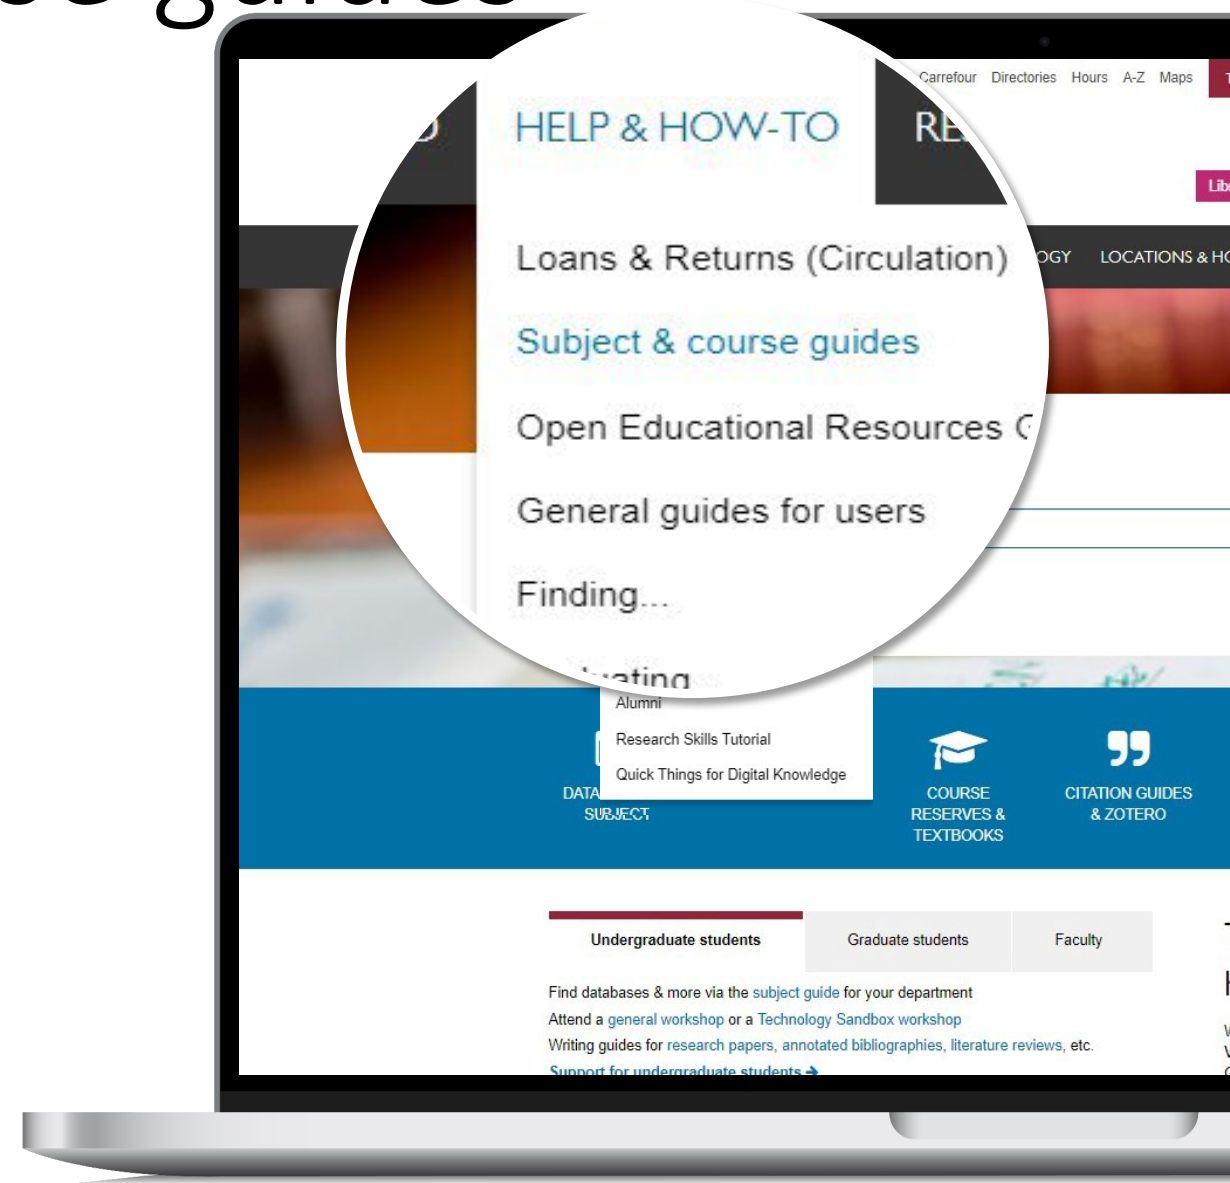 guides
Carrefour Directories Hours A-Z Maps
HELP & HOW-TO
Loans & Returns (Circulation)
LOCATIONS &
Subject & course guides
Open Educational Resources
General guides for users
Finding...
Alumni
Research Skills Tutorial
Quick Things for Digital Knowledge
SUBJECT
COURSE
RESERVES &
TEXTBOOKS
CITATION GUIDES
& ZOTERO
Undergraduate students
Graduate students
Faculty
Find databases & more via the subject guide for your department
Attend a general workshop or a Technology Sandbox workshop
Writing guides for research papers, annotated bibliographies, literature reviews, etc.
Support for undergraduate students